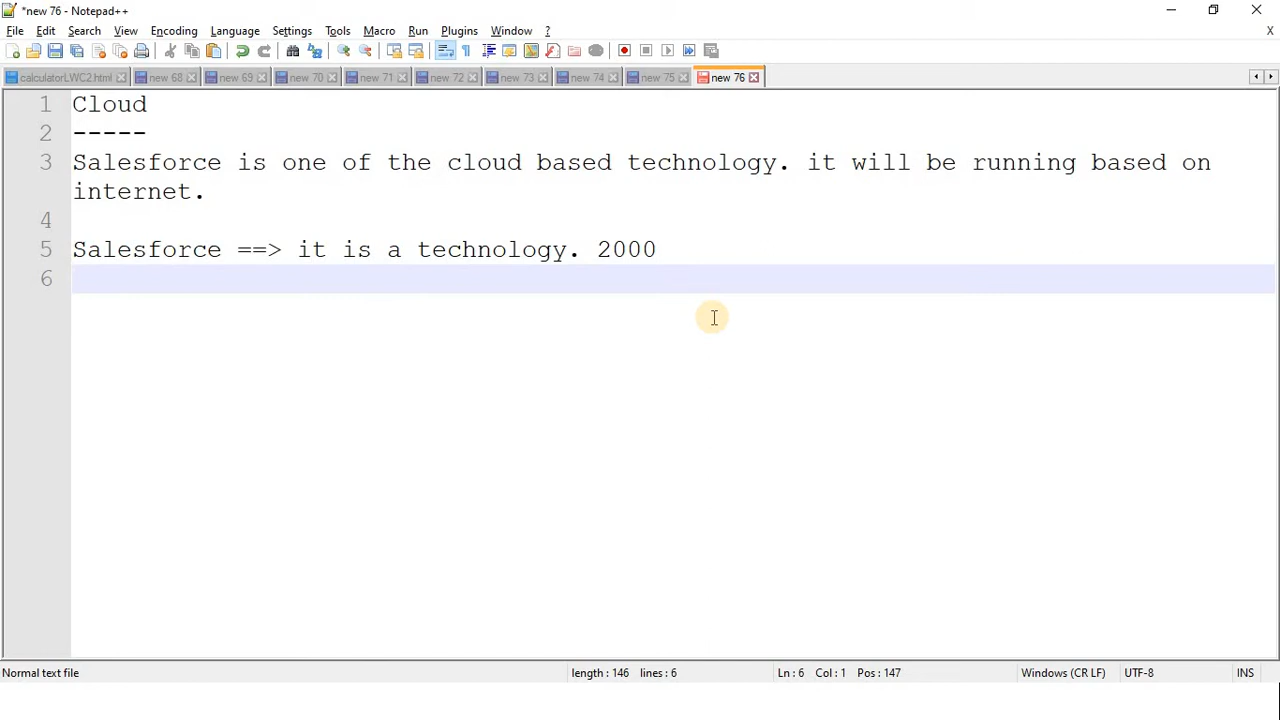 *new 76 - Notepad++
File Edit Search View Encoding Language Settings Tools Macro Run Plugins Window ? X
calculatorLWC2.html new 68 new 69 new 70 new 71 new 72 new 73 new 74 new 75 new 76
1 Cloud
2 -----
3 Salesforce is one of the cloud based technology. it will be running based on
internet.
4
5 Salesforce ==> it is a technology. 2000
6
Normal text file length : 146 lines : 6 Ln : 6 Col : 1 Pos : 147 Windows (CR LF) UTF-8 INS